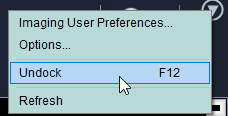 Imaging User Preferences...
Options...
Undock F12
Refresh